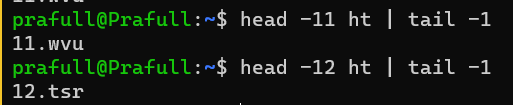 prafull@Prafull:~$ head -11 ht | tail -1
11.wvu
prafull@Prafull:~$ head -12 ht | tail -1
12.tsr